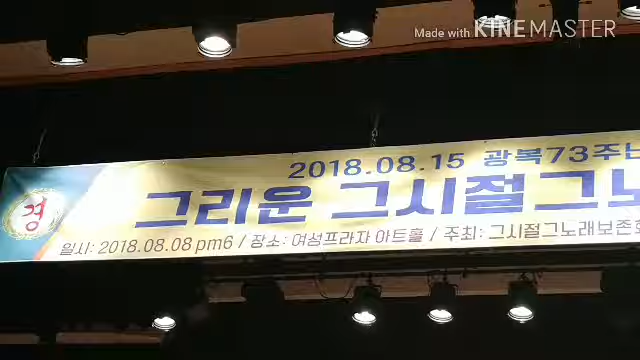 Made with KINEMASTER
2018.08.15 광복73주년
그리운 그시절그노
경
일시: 2018.08.08 pm6 / 장소: 여성프라자 아트홀 / 주최: 그시절그노래보존회